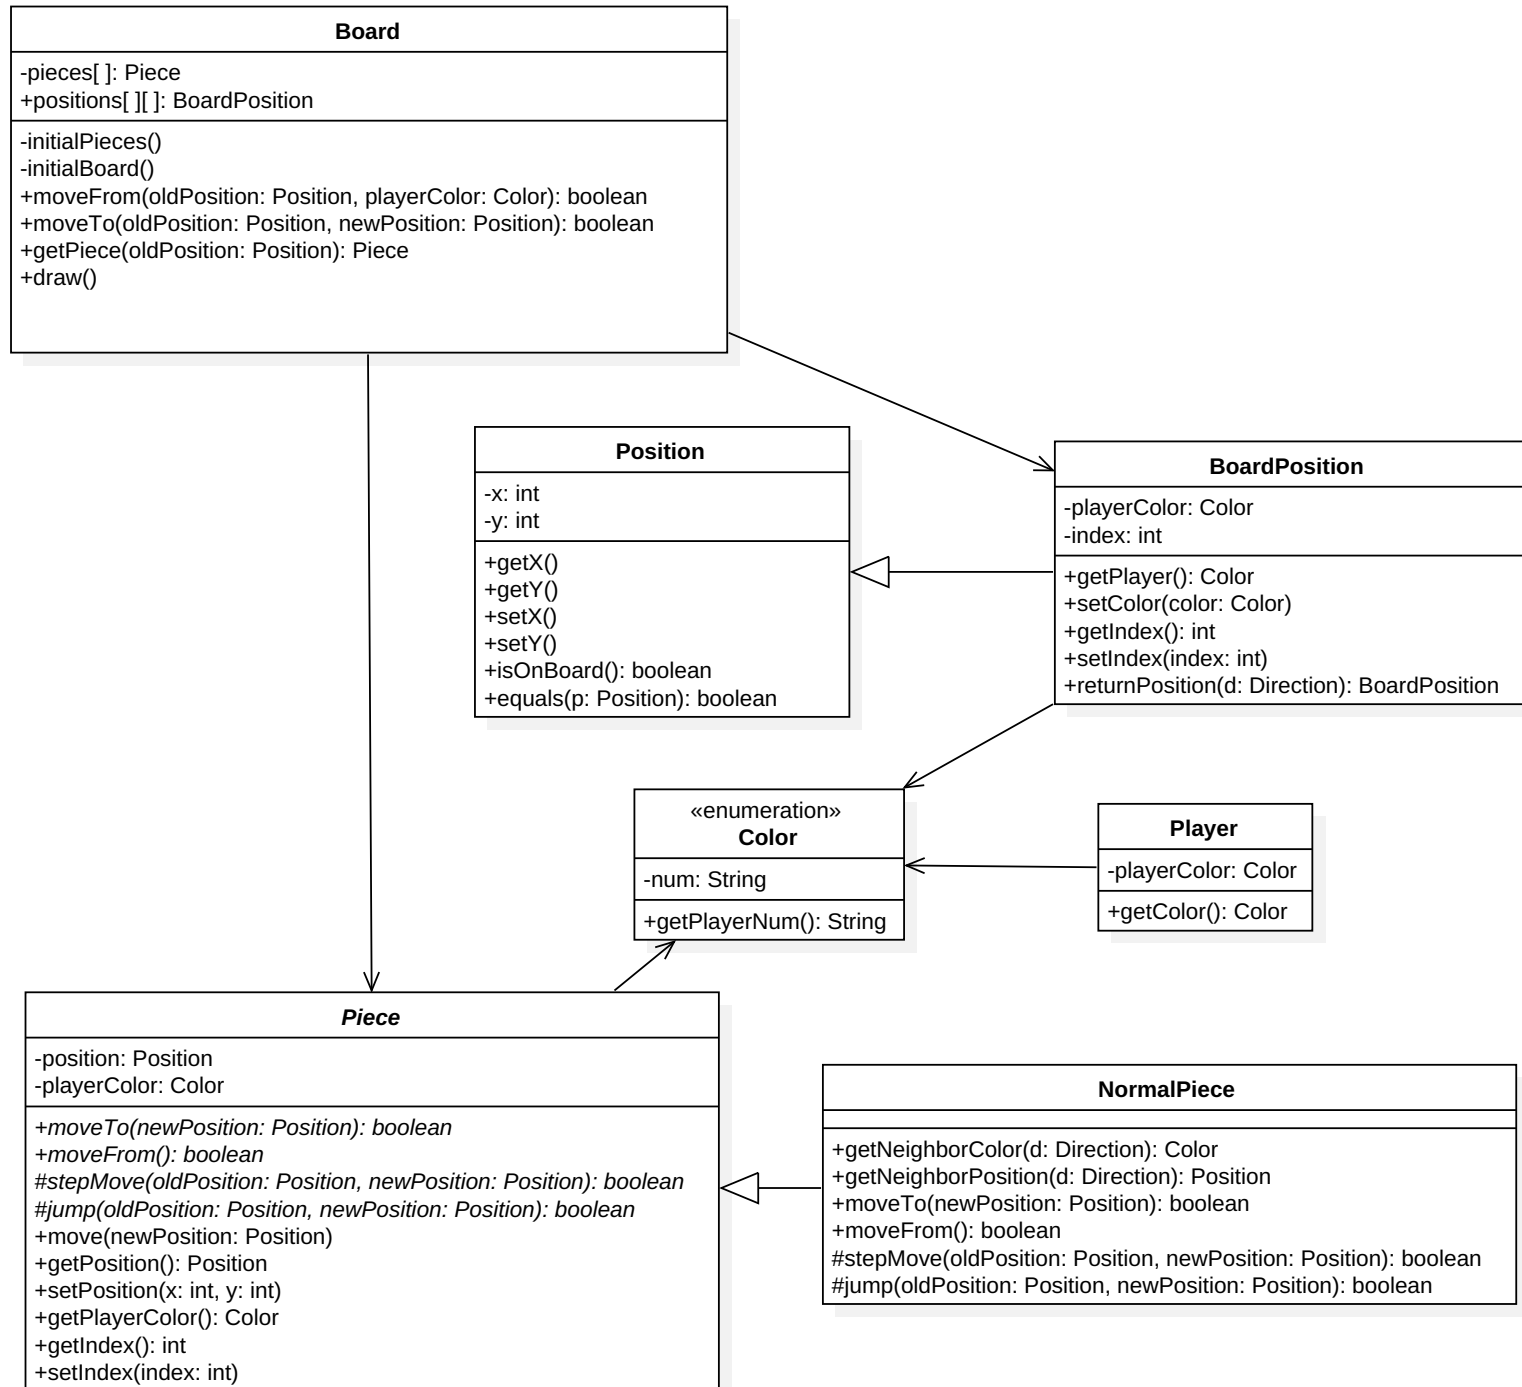 Board
-pieces[ ]: Piece
+positions[ ][ ]: BoardPosition
-initialPieces()
-initialBoard()
+moveFrom(oldPosition: Position, playerColor: Color): boolean
+moveTo(oldPosition: Position, newPosition: Position): boolean
+getPiece(oldPosition: Position): Piece
+draw()
Position
-x: int
-y: int
+getX()
+getY()
+setX()
+setY()
+isOnBoard(): boolean
+equals(p: Position): boolean
BoardPosition
-playerColor: Color
-index: int
+getPlayer(): Color
+setColor(color: Color)
+getIndex(): int
+setIndex(index: int)
+returnPosition(d: Direction): BoardPosition
«enumeration»
Color
-num: String
+getPlayerNum(): String
Player
-playerColor: Color
+getColor(): Color
Piece
-position: Position
-playerColor: Color
+moveTo(newPosition: Position): boolean
+moveFrom(): boolean
#stepMove(oldPosition: Position, newPosition: Position): boolean
#jump(oldPosition: Position, newPosition: Position): boolean
+move(newPosition: Position)
+getPosition(): Position
+setPosition(x: int, y: int)
+getPlayerColor(): Color
+getIndex(): int
+setIndex(index: int)
NormalPiece
+getNeighborColor(d: Direction): Color
+getNeighborPosition(d: Direction): Position
+moveTo(newPosition: Position): boolean
+moveFrom(): boolean
#stepMove(oldPosition: Position, newPosition: Position): boolean
#jump(oldPosition: Position, newPosition: Position): boolean